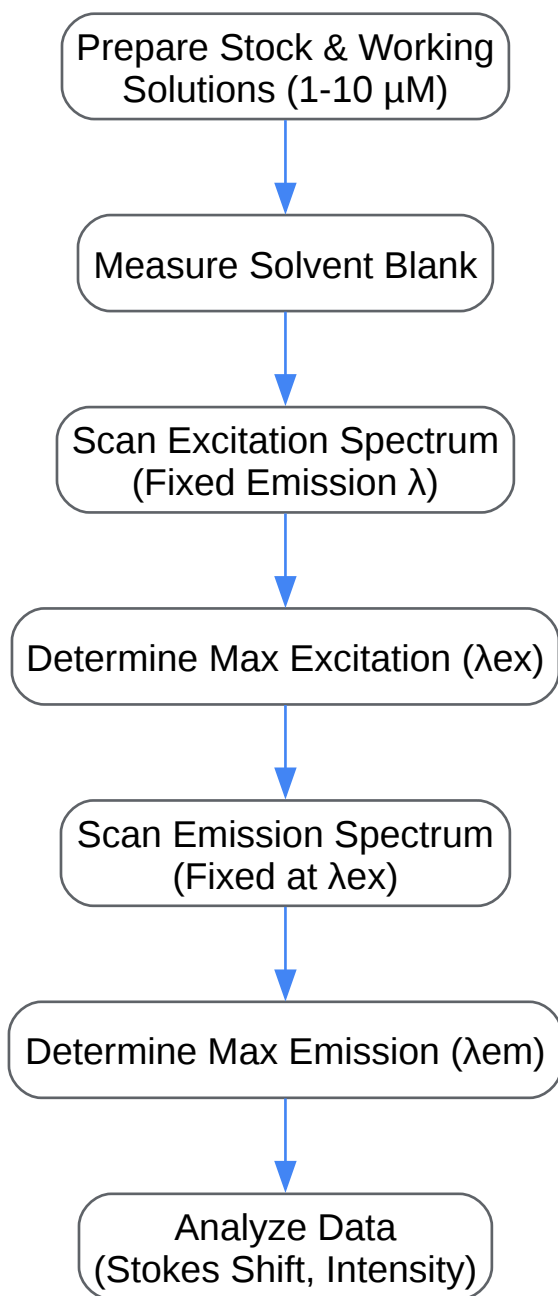 Prepare Stock & Working
Solutions (1-10 µM)
Measure Solvent Blank
Scan Excitation Spectrum
(Fixed Emission λ)
Determine Max Excitation (λex)
Scan Emission Spectrum
(Fixed at λex)
Determine Max Emission (λem)
Analyze Data
(Stokes Shift, Intensity)